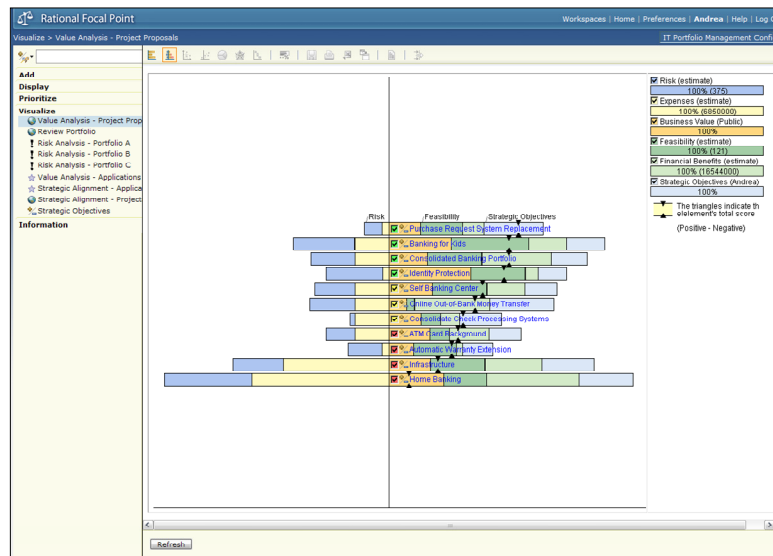 Rational Focal Point
Workspaces | Home | Preferences | Andrea | Help | Log
Visualize > Value Analysis - Project Proposals
IT Portfolio Management Confi
Add
Display
Prioritize
Visualize
Value Analysis - Project Prop
Review Portfolio
Risk Analysis - Portfolio A
Risk Analysis - Portfolio B
Risk Analysis - Portfolio C
Value Analysis - Applications
Strategic Alignment - Applica
Strategic Alignment - Project
Strategic Objectives
Information
Risk Feasibility Strategic Objectives
Purchase Request System Replacement
Banking for Kids
Consolidated Banking Portfolio
Identity Protection
Self Banking Center
Online Out-of-Bank Money Transfer
Consolidate Check Processing Systems
ATM Card Background
Automatic Warranty Extension
Infrastructure
Home Banking
Risk (estimate)
100% (375)
Expenses (estimate)
100% (6850000)
Business Value (Public)
100%
Feasibility (estimate)
100% (121)
Financial Benefits (estimate)
100% (16544000)
Strategic Objectives (Andrea)
100%
The triangles indicate th
elelement's total score
(Positive - Negative)
Refresh